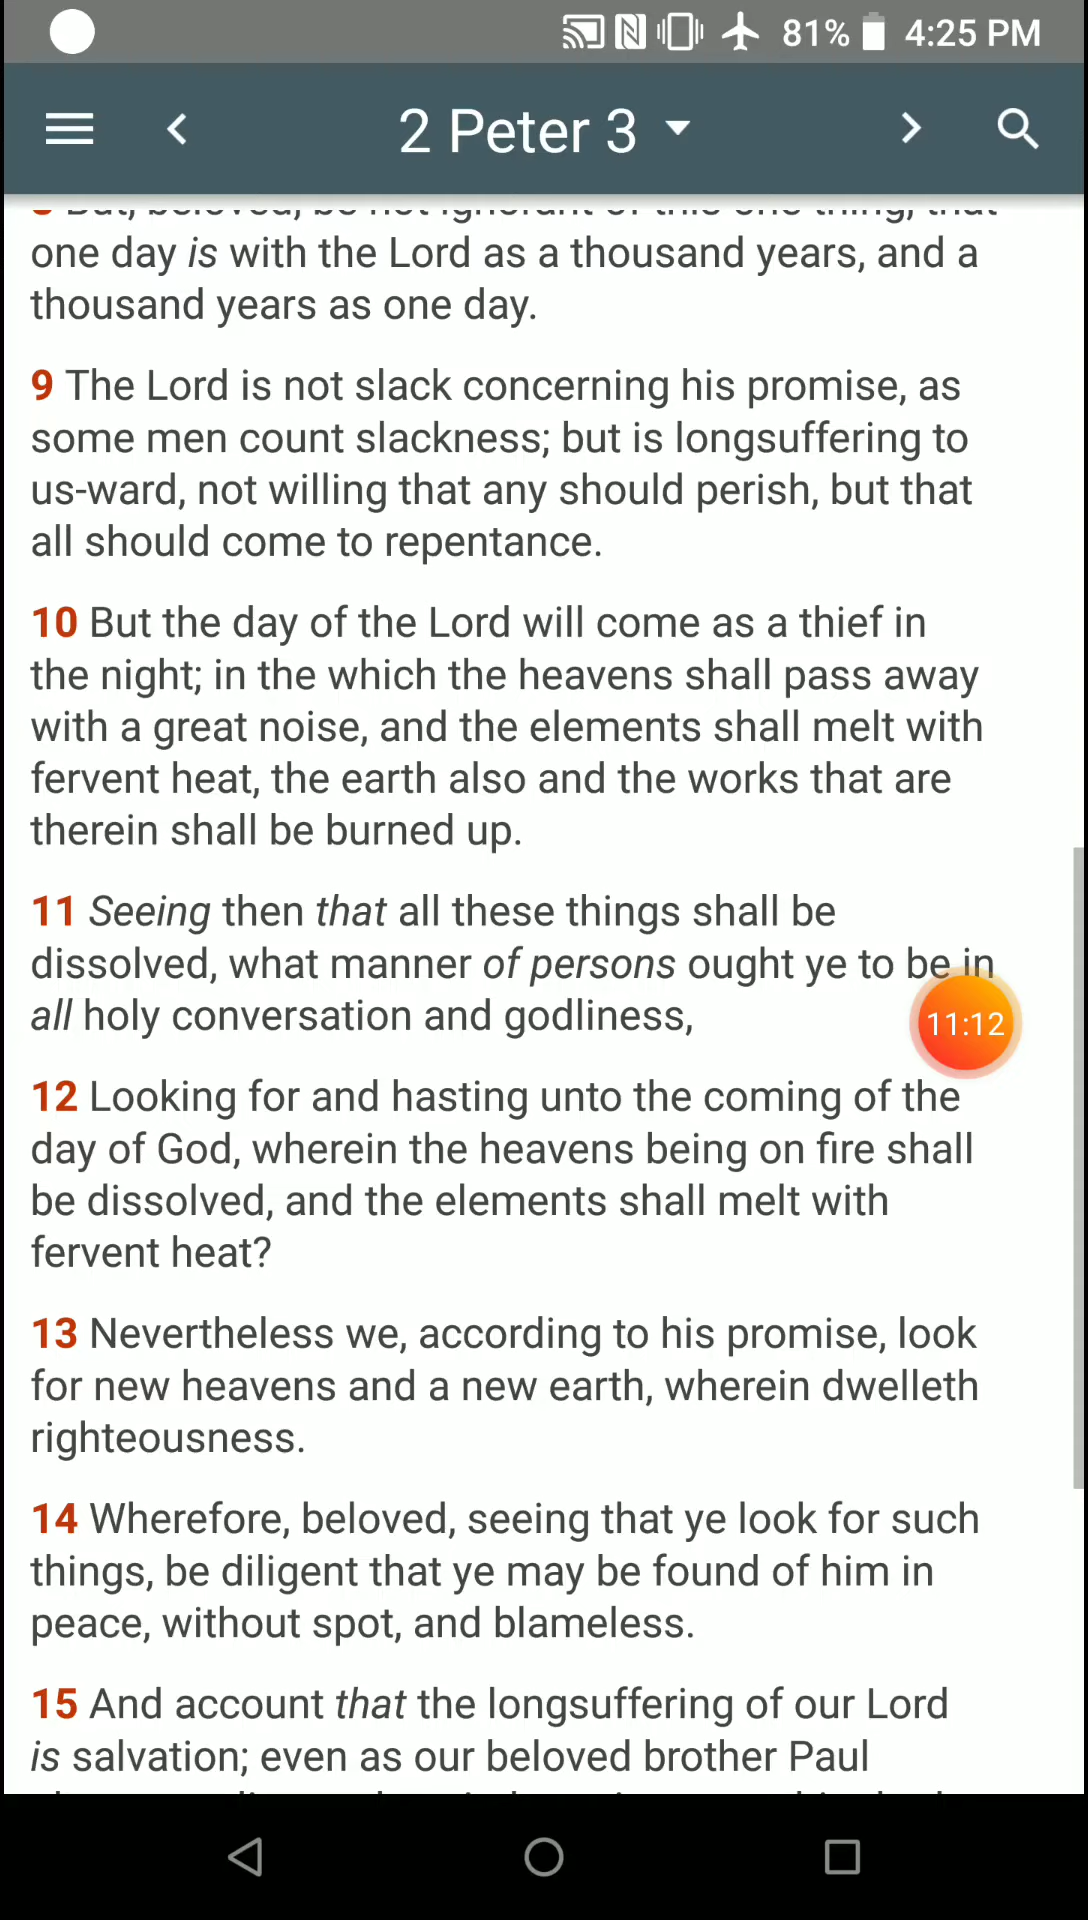 81% 4:25 PM
2 Peter 3
8 But, beloved, be not ignorant of this one thing, that
one day is with the Lord as a thousand years, and a
thousand years as one day.
9 The Lord is not slack concerning his promise, as
some men count slackness; but is longsuffering to
us-ward, not willing that any should perish, but that
all should come to repentance.
10 But the day of the Lord will come as a thief in
the night; in the which the heavens shall pass away
with a great noise, and the elements shall melt with
fervent heat, the earth also and the works that are
therein shall be burned up.
11 Seeing then that all these things shall be
dissolved, what manner of persons ought ye to be in
all holy conversation and godliness,
11:12
12 Looking for and hasting unto the coming of the
day of God, wherein the heavens being on fire shall
be dissolved, and the elements shall melt with
fervent heat?
13 Nevertheless we, according to his promise, look
for new heavens and a new earth, wherein dwelleth
righteousness.
14 Wherefore, beloved, seeing that ye look for such
things, be diligent that ye may be found of him in
peace, without spot, and blameless.
15 And account that the longsuffering of our Lord
is salvation; even as our beloved brother Paul